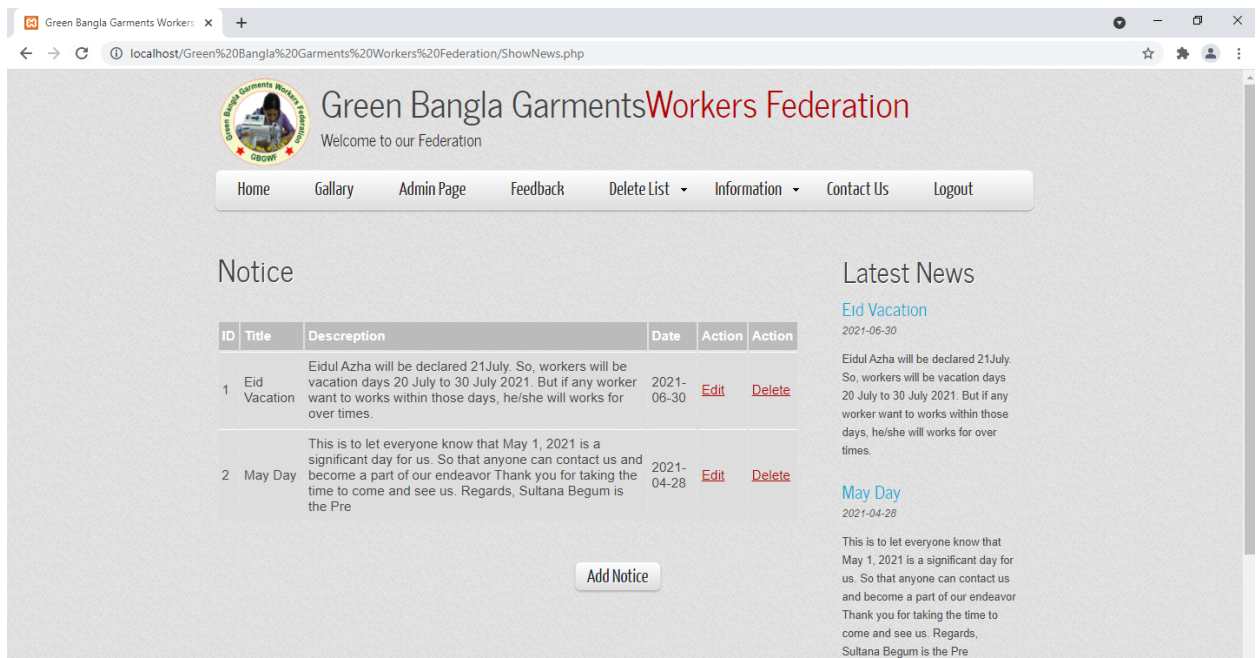 Green Bangla Garments Workers
localhost/Green%20Bangla%20Garments%20Workers%20Federation/ShowNews.php
Green Bangla Garments Workers Federation
GBGWF
Green Bangla GarmentsWorkers Federation
Welcome to our Federation
Home Gallary Admin Page Feedback Delete List Information Contact Us Logout
Notice
ID Title Descreption Date Action Action
1 Eid Vacation Eidul Azha will be declared 21July. So, workers will be
vacation days 20 July to 30 July 2021. But if any worker
want to works within those days, he/she will works for
over times.
2021-06-30 Edit Delete
2 May Day This is to let everyone know that May 1, 2021 is a
significant day for us. So that anyone can contact us and
become a part of our endeavor Thank you for taking the
time to come and see us. Regards, Sultana Begum is
the Pre
2021-04-28 Edit Delete
Add Notice
Latest News
Eid Vacation
2021-06-30
Eidul Azha will be declared 21July.
So, workers will be vacation days
20 July to 30 July 2021. But if any
worker want to works within those
days, he/she will works for over
times.
May Day
2021-04-28
This is to let everyone know that
May 1, 2021 is a significant day for
us. So that anyone can contact us
and become a part of our endeavor
Thank you for taking the time to
come and see us. Regards,
Sultana Begum is the Pre